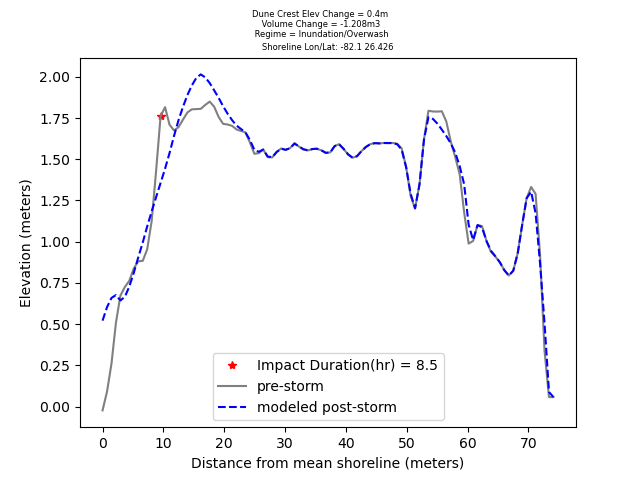 Dune Crest Elev Change = 0.4m
Volume Change = -1.208m3
Regime = Inundation/Overwash
Shoreline Lon/Lat: -82.1 26.426
2.00
1.75
1.50
1.25
1.00
0.75
0.50
0.25
0.00
Elevation (meters)
Impact Duration(hr) = 8.5
pre-storm
modeled post-storm
0 10 20 30 40 50 60 70
Distance from mean shoreline (meters)